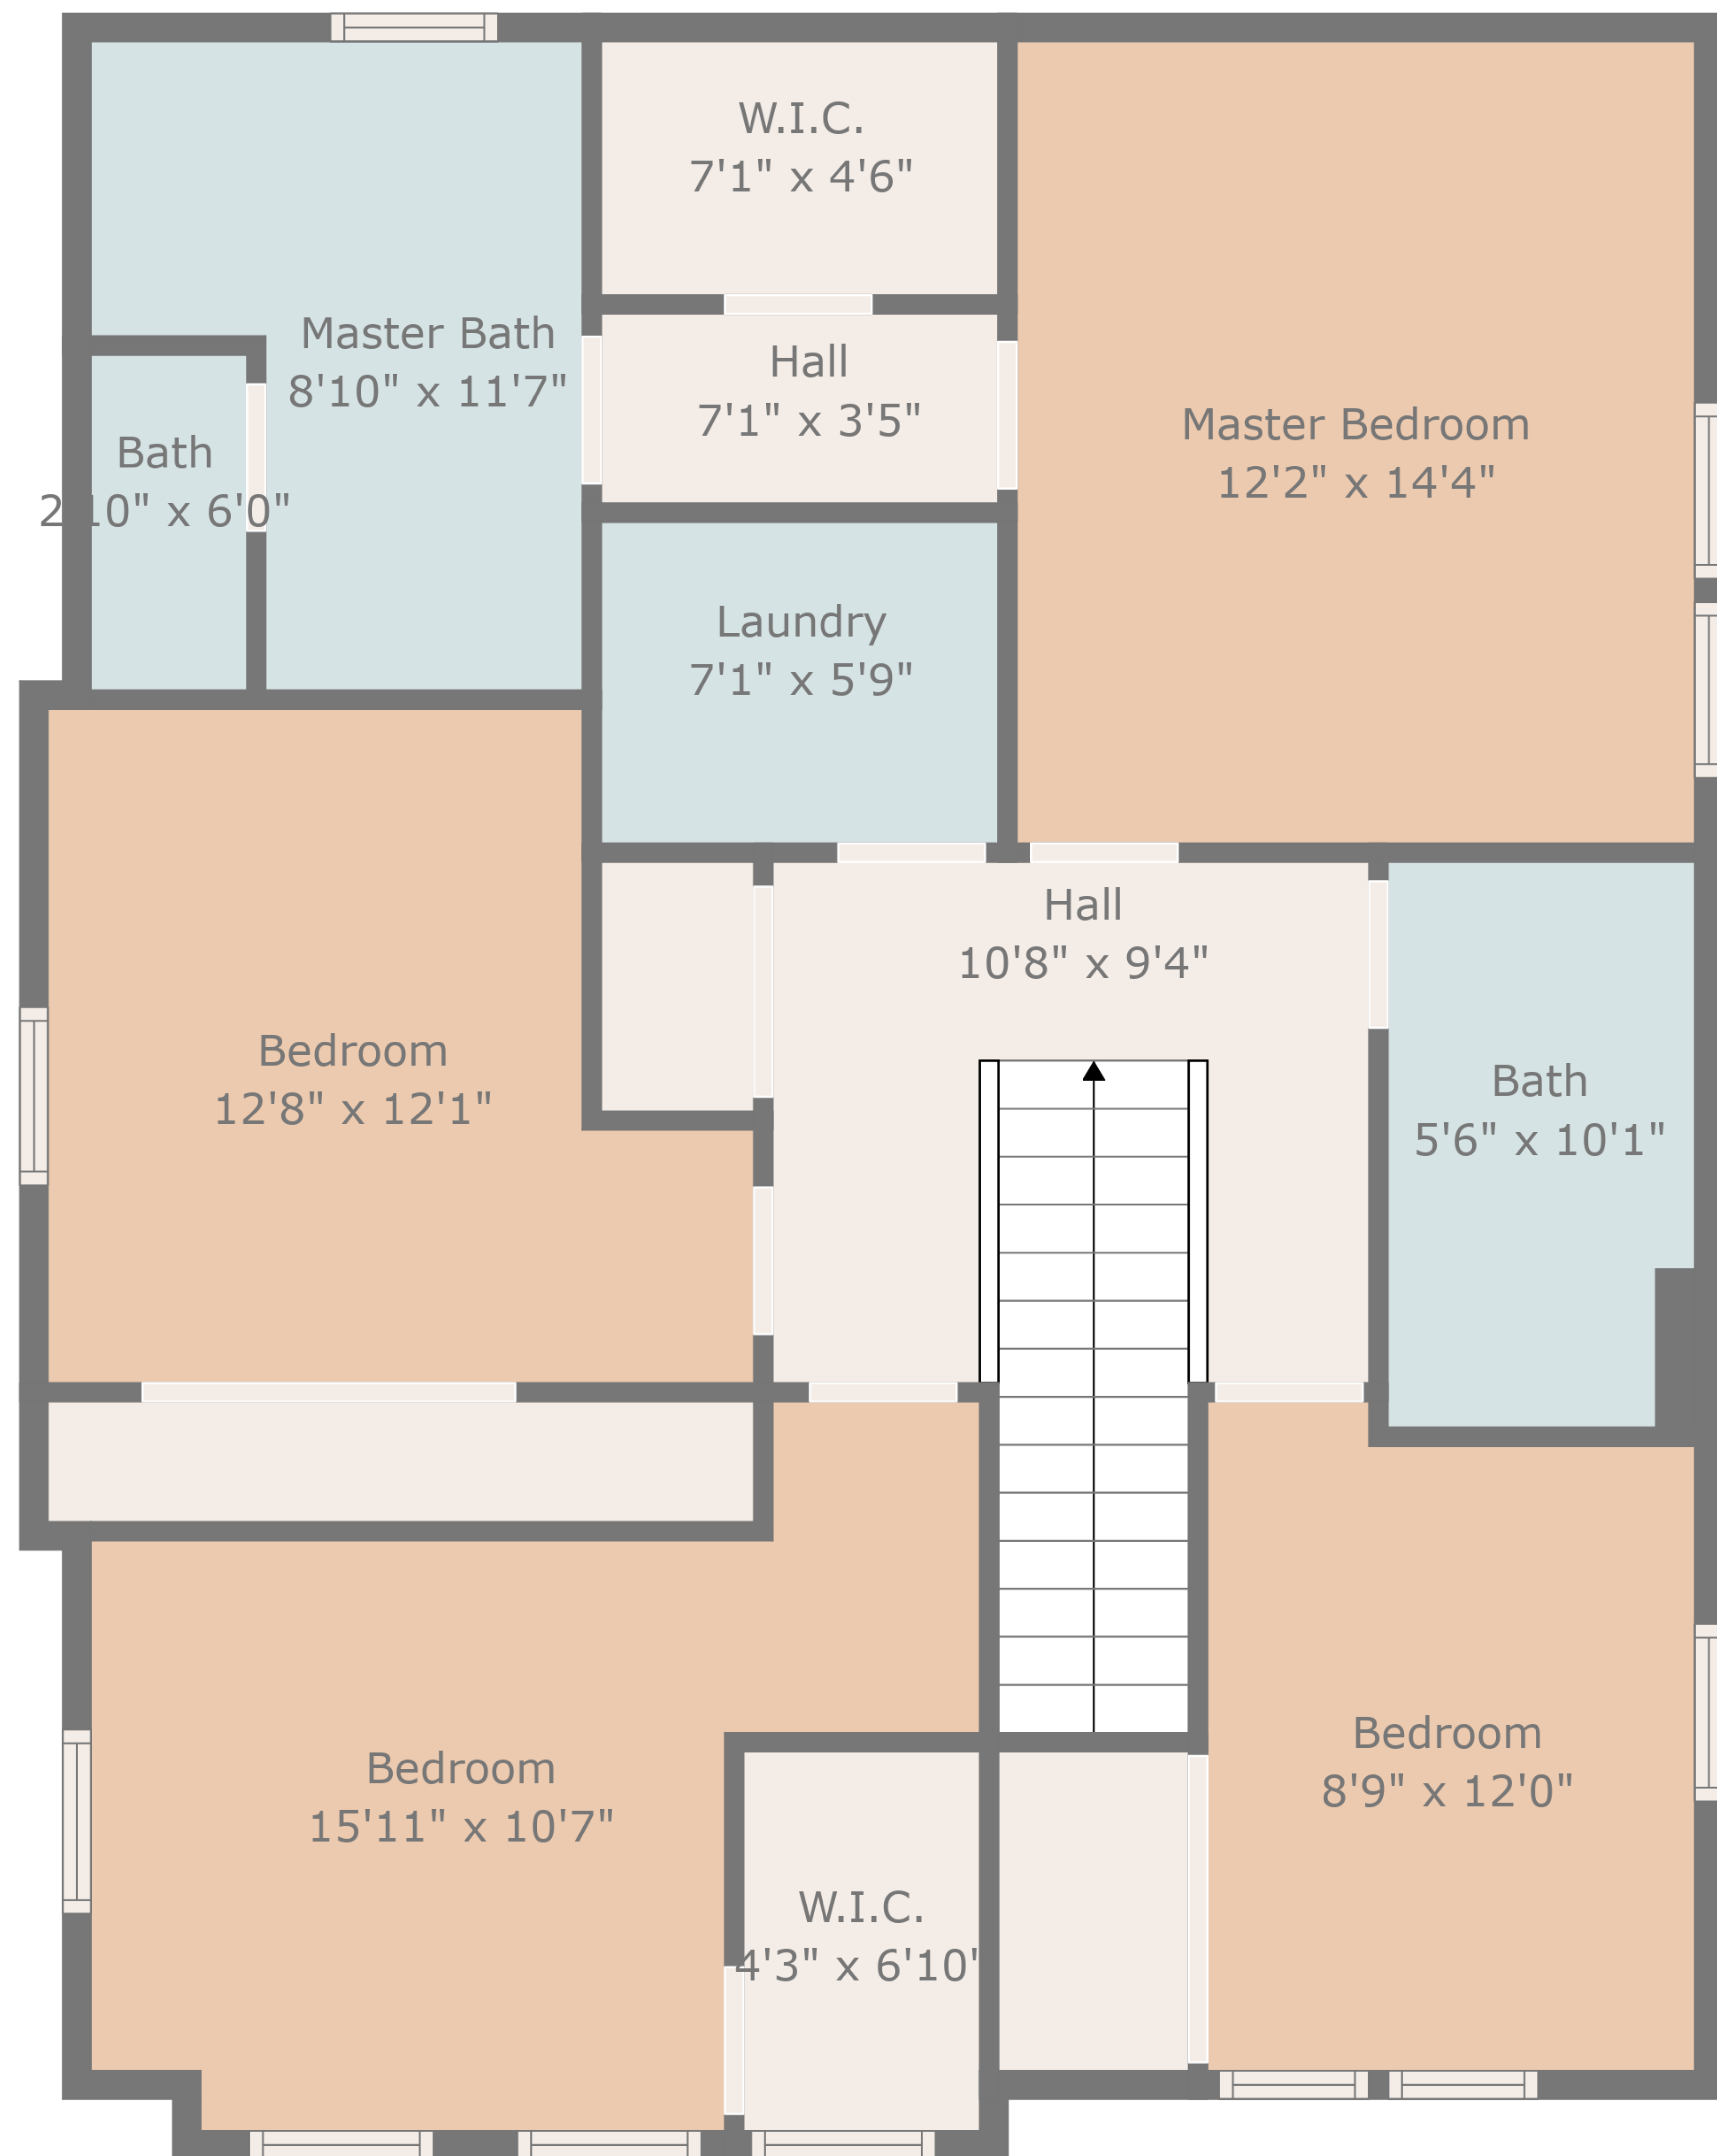 W.I.C.
7'1" x 4'6"
Master Bath
8'10" x 11'7"
Hall
7'1" x 3'5"
Master Bedroom
12'2" x 14'4"
Bath
2'10" x 6'0"
Laundry
7'1" x 5'9"
Hall
10'8" x 9'4"
Bedroom
12'8" x 12'1"
Bath
5'6" x 10'1"
Bedroom
8'9" x 12'0"
Bedroom
15'11" x 10'7"
W.I.C.
4'3" x 6'10"